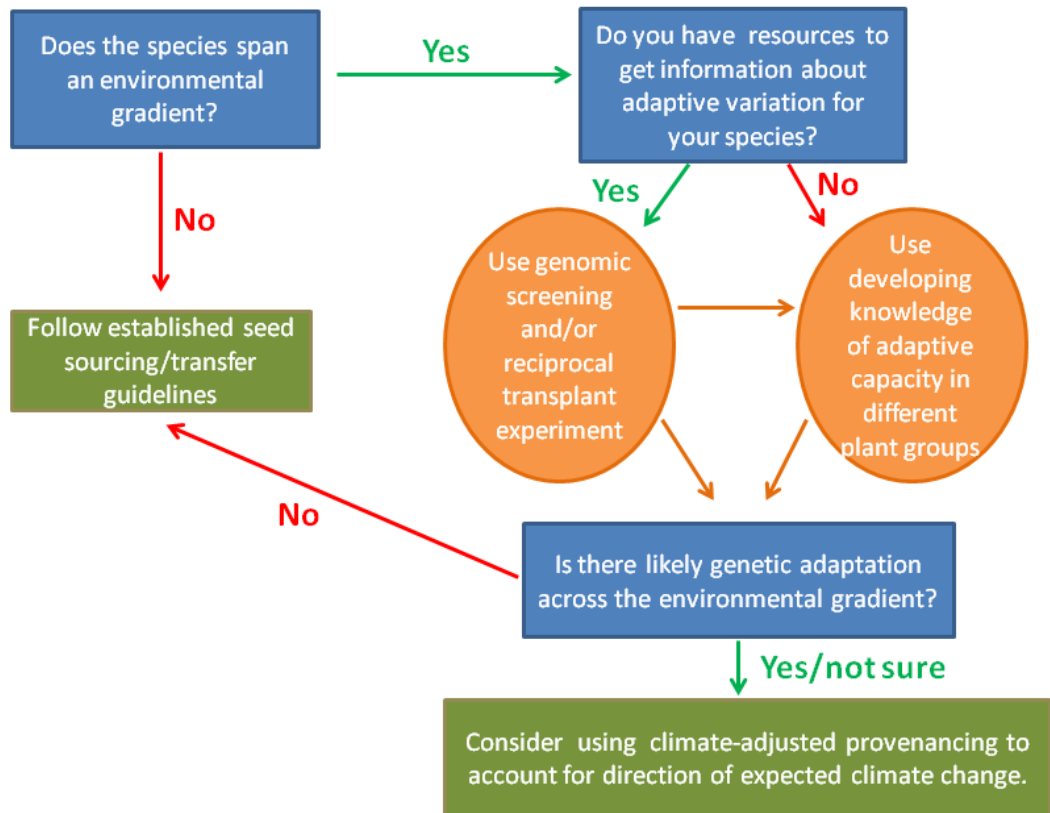 Does the species span
an environmental
gradient?
Yes
Do you have resources to
get information about
adaptive variation for
your species?
No
Yes
No
Use genomic
screening
and/or
reciprocal
transplant
experiment
Use
developing
knowledge
of adaptive
capacity in
different
plant groups
Follow established seed
sourcing/transfer
guidelines
No
Is there likely genetic adaptation
across the environmental gradient?
Yes/not sure
Consider using climate-adjusted provenancing to
account for direction of expected climate change.